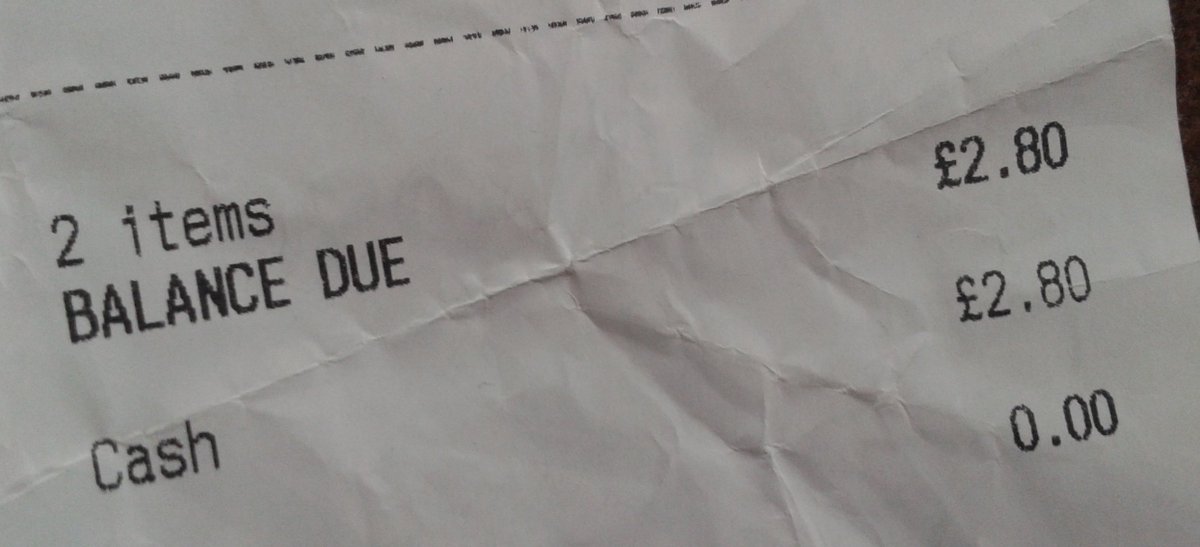 2 items
BALANCE DUE £2.80
Cash £2.80
0.00